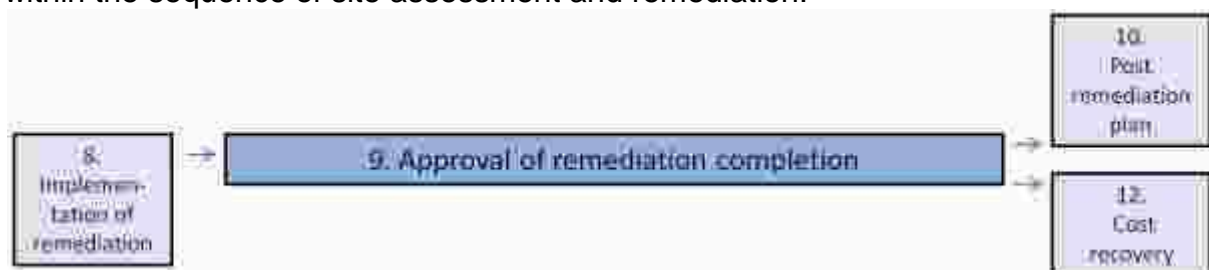 within the sequence of site assessment and remediation.
8.
Implemen-
tation of
remediation
9. Approval of remediation completion
10.
Post
remediation
plan
12.
Cost
recovery